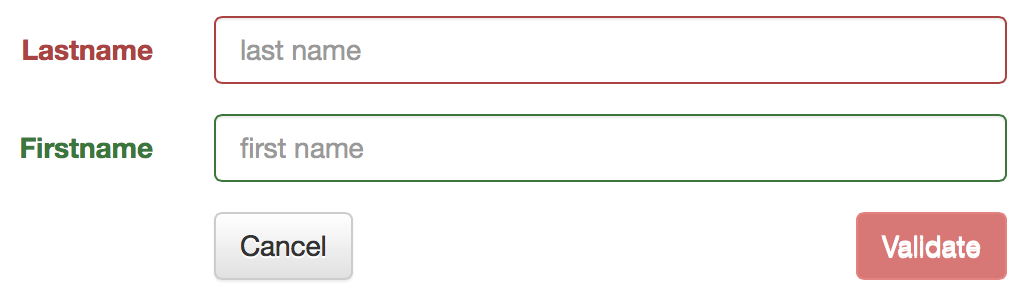 Lastname last name
Firstname first name
Cancel Validate